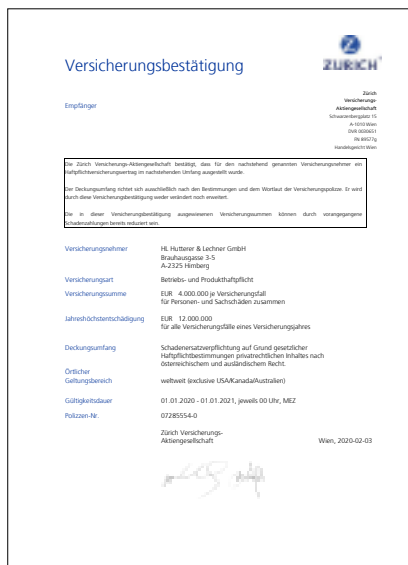 Versicherungsbestätigung
ZURICH
Empfänger
Zürich
Versicherungs-
Aktiengesellschaft
Schwarzenbergplatz 15
A-1010 Wien
DVR 0030651
FN 89577g
Handelsgericht Wien
Die Zürich Versicherungs-Aktiengesellschaft bestätigt, dass für den nachstehend genannten Versicherungsnehmer ein
Haftpflichtversicherungsvertrag im nachstehenden Umfang ausgestellt wurde.
Der Deckungsumfang richtet sich ausschließlich nach den Bestimmungen und dem Wortlaut der Versicherungspolizze. Er wird
durch diese Versicherungsbestätigung weder verändert noch erweitert.
Die in dieser Versicherungsbestätigung ausgewiesenen Versicherungssummen können durch vorangegangene
Schadenzahlungen bereits reduziert sein.
Versicherungsnehmer HL Hutterer & Lechner GmbH
Brauhausgasse 3-5
A-2325 Himberg
Versicherungsart Betriebs- und Produkthaftpflicht
Versicherungssumme EUR 4.000.000 je Versicherungsfall
für Personen- und Sachschäden zusammen
Jahreshöchstentschädigung EUR 12.000.000
für alle Versicherungsfälle eines Versicherungsjahres
Deckungsumfang Schadenersatzverpflichtung auf Grund gesetzlicher
Haftpflichtbestimmungen privatrechtlichen Inhaltes nach
österreichischem und ausländischem Recht.
Örtlicher
Geltungsbereich weltweit (exclusive USA/Kanada/Australien)
Gültigkeitsdauer 01.01.2020 - 01.01.2021, jeweils 00 Uhr, MEZ
Polizzen-Nr. 07285554-0
Zürich Versicherungs-
Aktiengesellschaft Wien, 2020-02-03